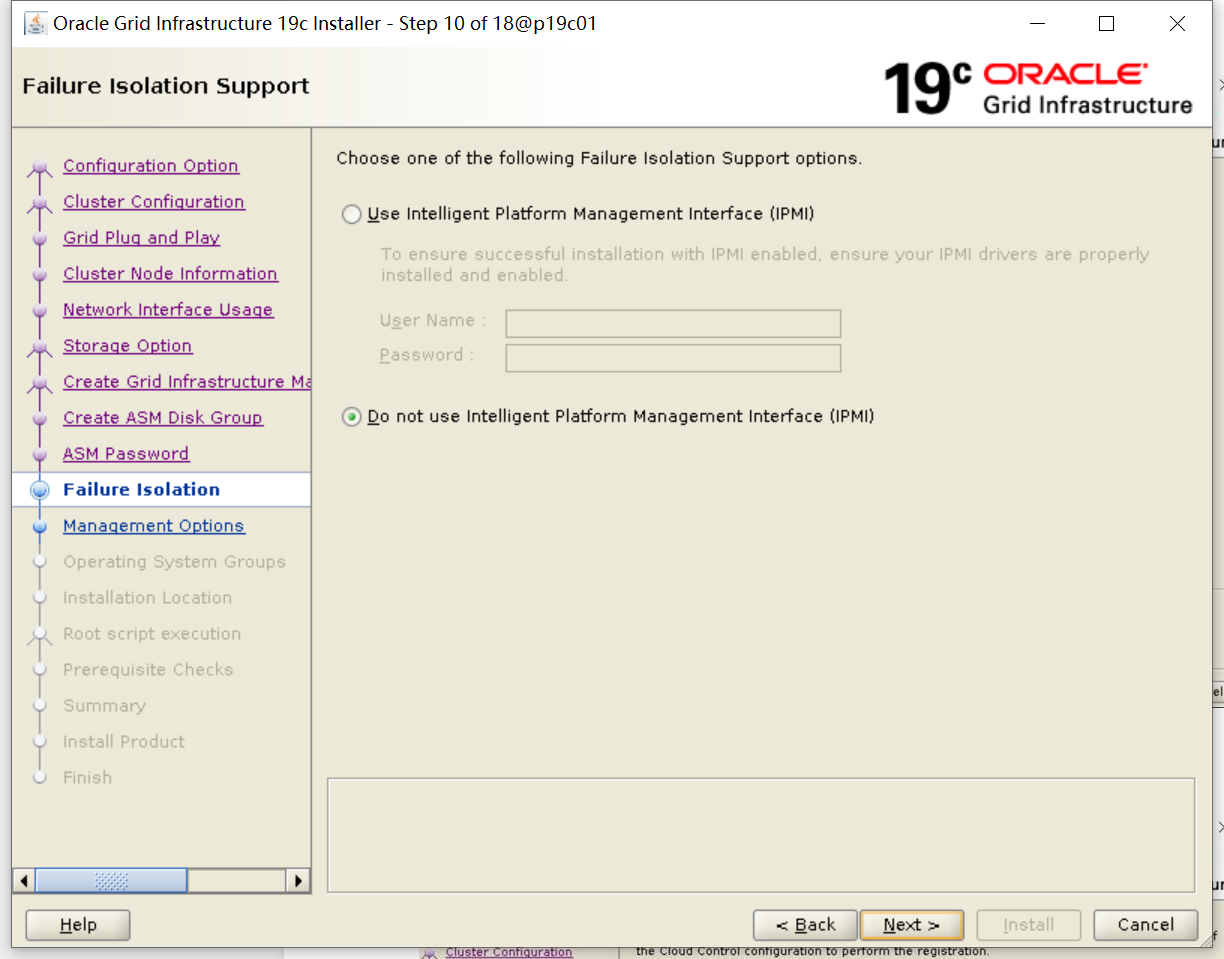 Oracle Grid Infrastructure 19c Installer - Step 10 of 18@p19c01
Failure Isolation Support
19c ORACLE
Grid Infrastructure
Configuration Option
Cluster Configuration
Grid Plug and Play
Cluster Node Information
Network Interface Usage
Storage Option
Create Grid Infrastructure Ma
Create ASM Disk Group
ASM Password
Failure Isolation
Management Options
Operating System Groups
Installation Location
Root script execution
Prerequisite Checks
Summary
Install Product
Finish
Choose one of the following Failure Isolation Support options.
Use Intelligent Platform Management Interface (IPMI)
To ensure successful installation with IPMI enabled, ensure your IPMI drivers are properly
installed and enabled.
User Name :
Password :
Do not use Intelligent Platform Management Interface (IPMI)
Help
< Back
Next >
Install
Cancel
Cluster Configuration
the Cloud Control configuration to perform the registration.